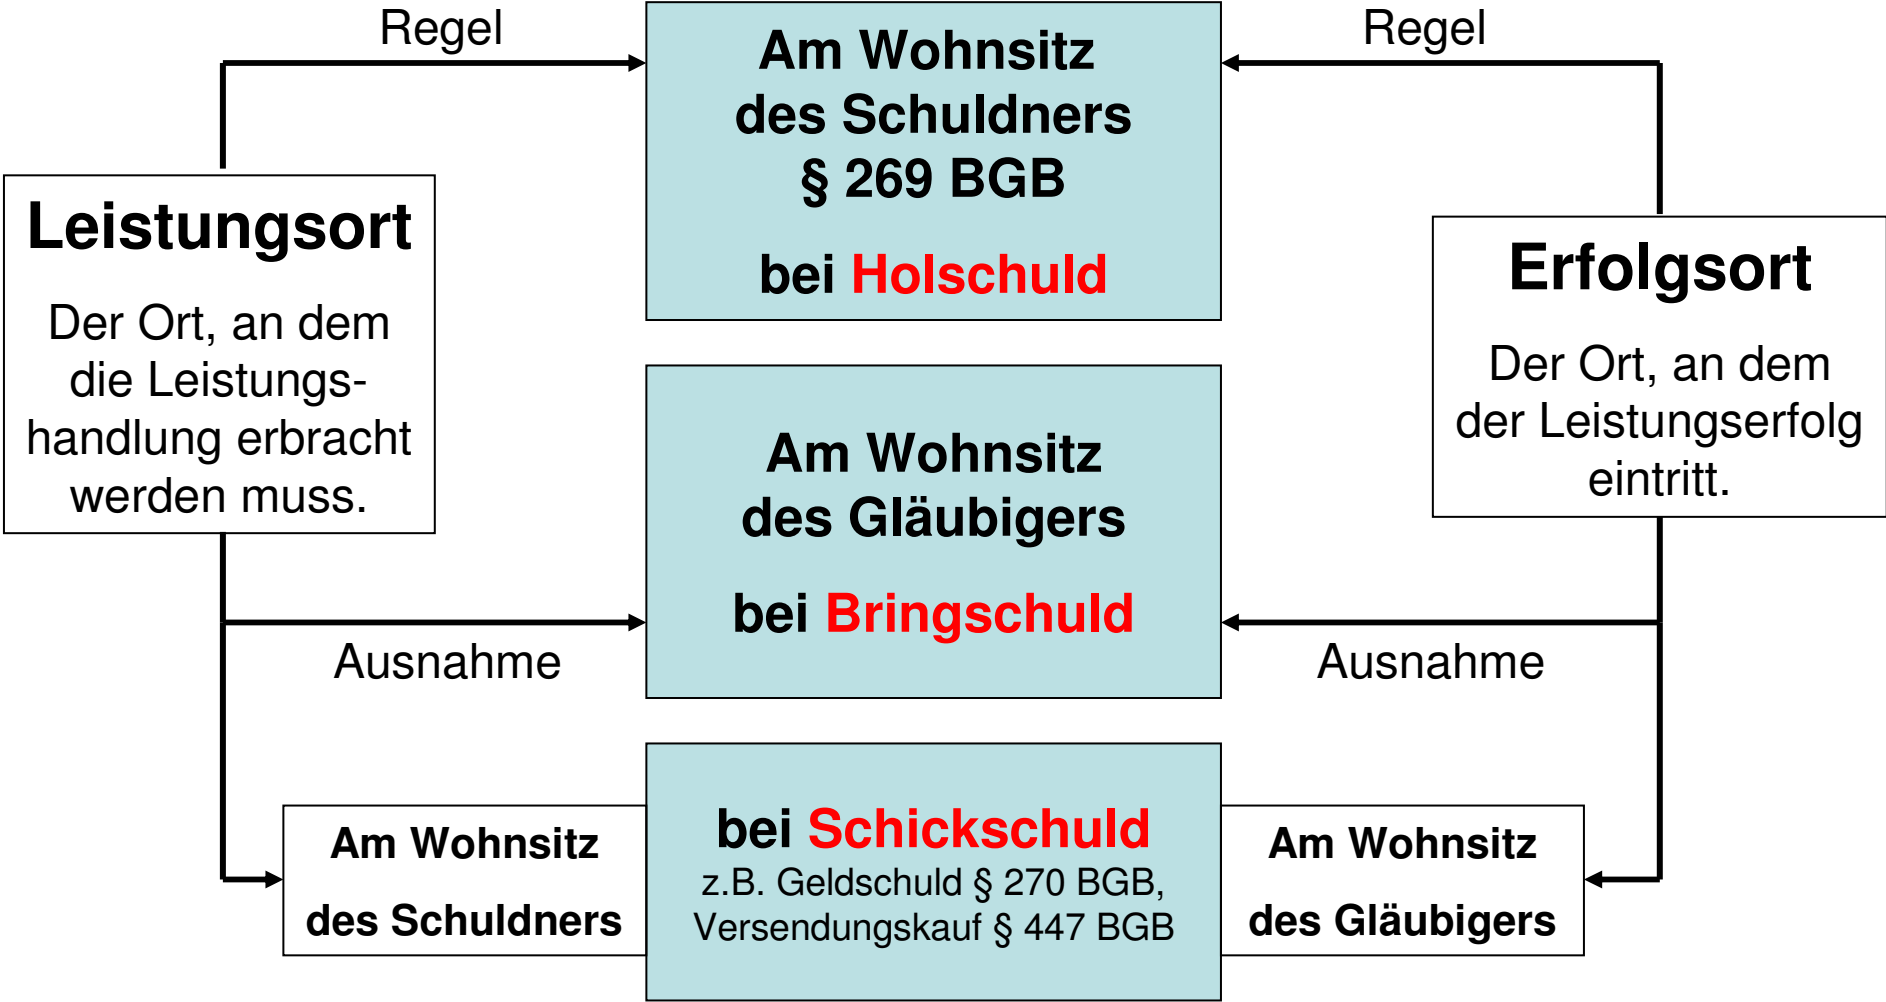 Regel
Am Wohnsitz
des Schuldners
§ 269 BGB
bei Holschuld
Regel
Leistungsort
Der Ort, an dem
die Leistungs-
handlung erbracht
werden muss.
Erfolgsort
Der Ort, an dem
der Leistungserfolg
eintritt.
Am Wohnsitz
des Gläubigers
bei Bringschuld
Ausnahme
Ausnahme
Am Wohnsitz
des Schuldners
bei Schickschuld
z.B. Geldschuld § 270 BGB,
Versendungskauf § 447 BGB
Am Wohnsitz
des Gläubigers